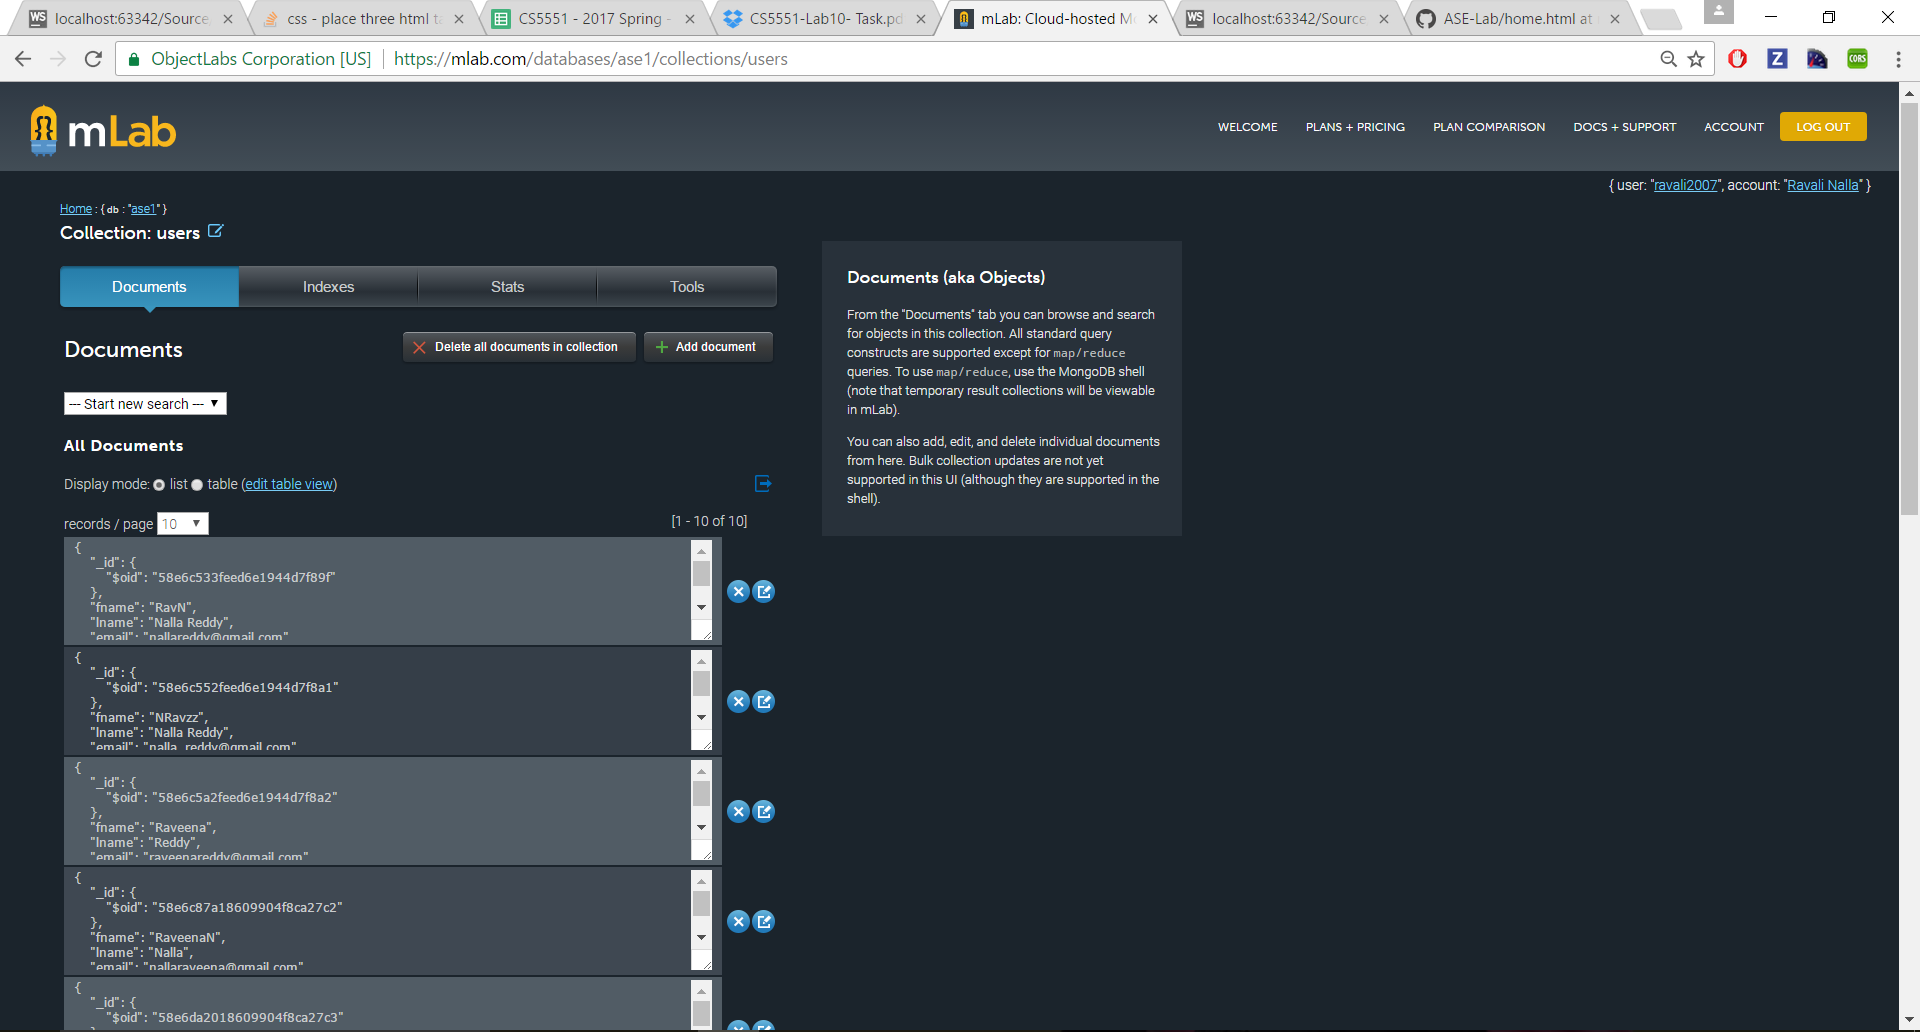 WS localhost:63342/Source
css - place three html ta
CS5551 - 2017 Spring -
CS5551-Lab10- Task.pd
mLab: Cloud-hosted Mo
WS localhost:63342/Source
ASE-Lab/home.html at
ObjectLabs Corporation [US] https://mlab.com/databases/ase1/collections/users
Z
CORS
mLab
WELCOME PLANS + PRICING PLAN COMPARISON DOCS + SUPPORT ACCOUNT LOG OUT
{ user: "ravali2007", account: "Ravali Nalla" }
Home : { db : "ase1" }
Collection: users
Documents Indexes Stats Tools
Documents
Delete all documents in collection
Add document
--- Start new search ---
All Documents
Display mode: list table (edit table view)
records / page 10
[1 - 10 of 10]
{
"_id": {
"$oid": "58e6c533feed6e1944d7f89f"
},
"fname": "RavN",
"lname": "Nalla Reddy",
"email": "nallareddy@gmail.com"
{
"_id": {
"$oid": "58e6c552feed6e1944d7f8a1"
},
"fname": "NRavzz",
"lname": "Nalla Reddy",
"email": "nalla_reddy@gmail.com"
{
"_id": {
"$oid": "58e6c5a2feed6e1944d7f8a2"
},
"fname": "Raveena",
"lname": "Reddy",
"email": "raveenareddy@gmail.com"
{
"_id": {
"$oid": "58e6c87a18609904f8ca27c2"
},
"fname": "RaveenaN",
"lname": "Nalla",
"email": "nallaraveena@gmail.com"
{
"_id": {
"$oid": "58e6da2018609904f8ca27c3"
Documents (aka Objects)
From the "Documents" tab you can browse and search
for objects in this collection. All standard query
constructs are supported except for map/reduce
queries. To use map/reduce, use the MongoDB shell
(note that temporary result collections will be viewable
in mLab).
You can also add, edit, and delete individual documents
from here. Bulk collection updates are not yet
supported in this UI (although they are supported in the
shell).